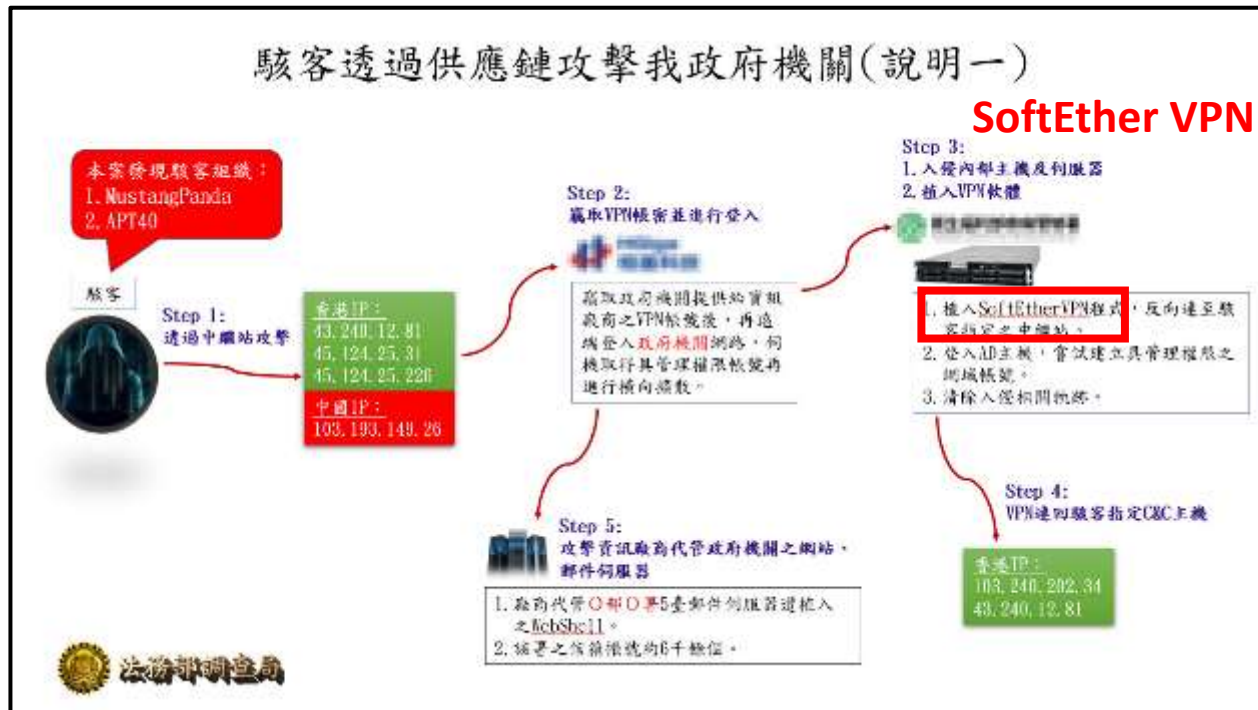 駭客透過供應鏈攻擊我政府機關(說明一)
SoftEther VPN
本案發現駭客組織：
1.MustangPanda
2.APT40
駭客
Step 1:
透過中繼站攻擊
香港IP：
43.240.12.81
45.124.25.31
45.124.25.226
中國IP：
103.193.149.26
Step 2:
竊取VPN帳密並進行登入
竊取政府機關提供給資訊
廠商之VPN帳號後，再遠
端登入政府機關網路，伺
機取得具管理權限帳號再
進行橫向擴散。
Step 3:
1.入侵內部主機及伺服器
2.植入VPN軟體
1.植入SoftEtherVPN程式，反向連至駭
客指定之中繼站。
2.登入AD主機，嘗試建立具管理權限之
網域帳號。
3.清除入侵相關軌跡。
Step 4:
VPN連回駭客指定C&C主機
香港IP：
103.240.202.34
43.240.12.81
Step 5:
攻擊資訊廠商代管政府機關之網站、
郵件伺服器
1.廠商代管〇部〇署5臺郵件伺服器遭植入
之WebShell。
2.該署之信箱帳號約6千餘個。
法務部調查局